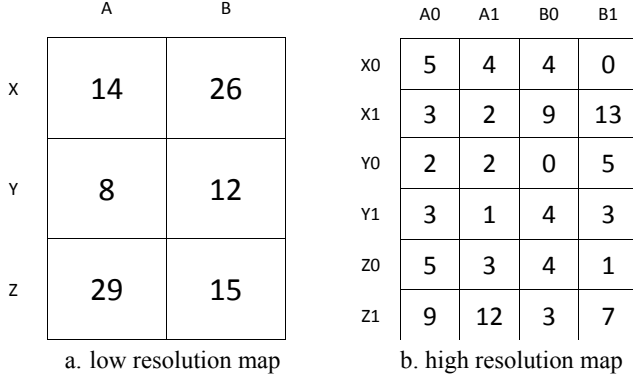 A B
X 14 26
Y 8 12
Z 29 15
a. low resolution map
A0 A1 B0 B1
X0 5 4 4 0
X1 3 2 9 13
Y0 2 2 0 5
Y1 3 1 4 3
Z0 5 3 4 1
Z1 9 12 3 7
b. high resolution map